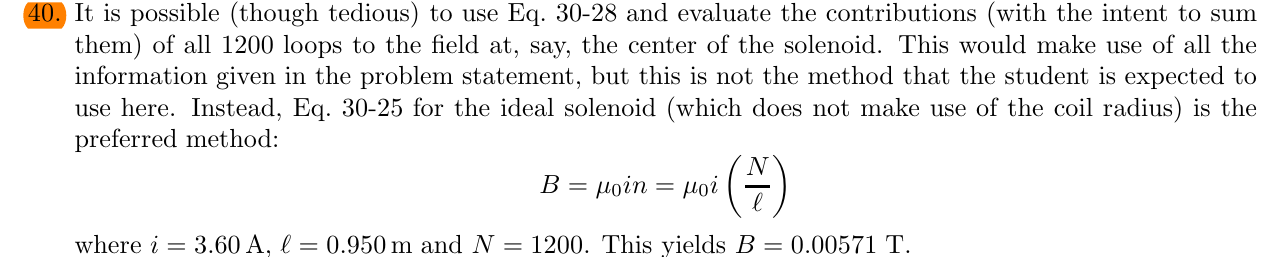 40. It is possible (though tedious) to use Eq. 30-28 and evaluate the contributions (with the intent to sum
them) of all 1200 loops to the field at, say, the center of the solenoid. This would make use of all the
information given in the problem statement, but this is not the method that the student is expected to
use here. Instead, Eq. 30-25 for the ideal solenoid (which does not make use of the coil radius) is the
preferred method:
B = μ₀in = μ₀i (N/ℓ)
where i = 3.60 A, ℓ = 0.950 m and N = 1200. This yields B = 0.00571 T.